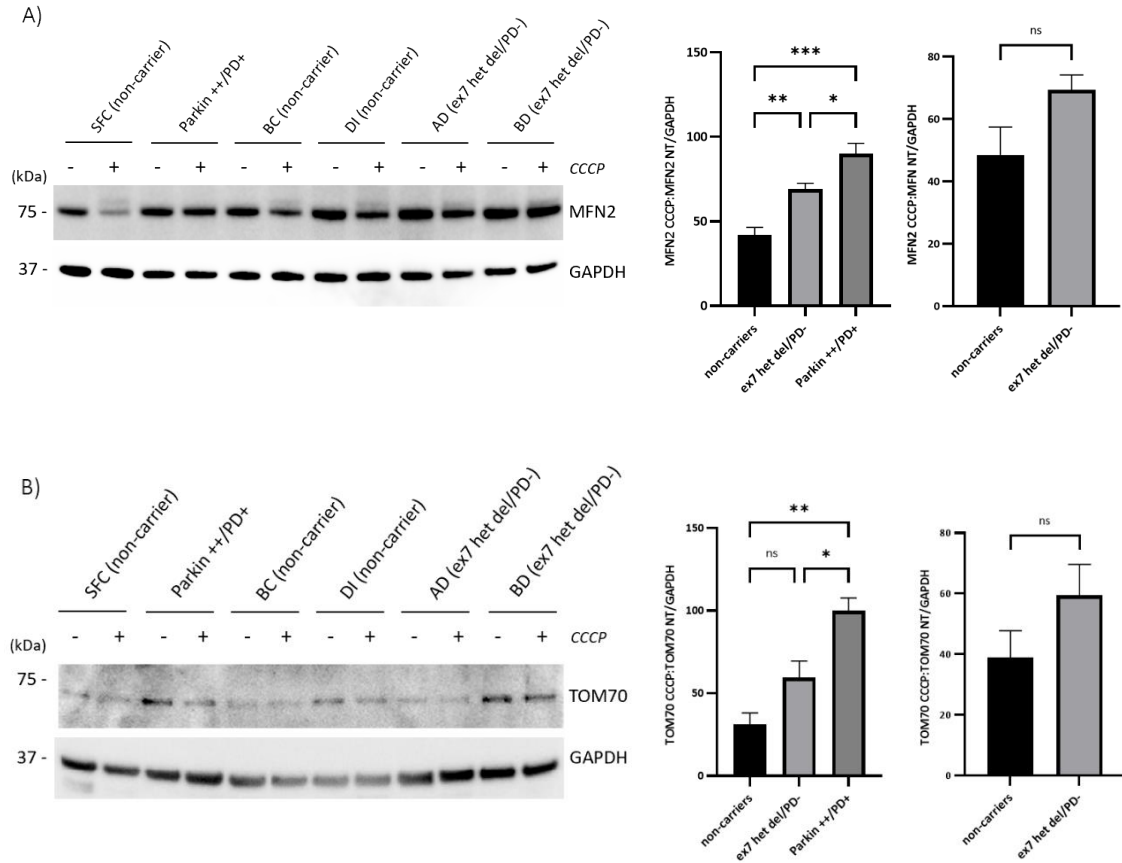 A)
SFC (non-carrier)
Parkin ++/PD+
BC (non-carrier)
DI (non-carrier)
AD (ex7 het del/PD-)
BD (ex7 het del/PD-)
- + - + - + - + - + - + CCCP
(kDa)
75 -
MFN2
37 -
GAPDH
MFN2 CCCP:MFN2 NT/GAPDH
150
100
50
0
***
** *
non-carriers
ex7 het del/PD-
Parkin ++/PD+
MFN2 CCCP:MFN NT/GAPDH
80
60
40
20
0
ns
non-carriers
ex7 het del/PD-
B)
SFC (non-carrier)
Parkin ++/PD+
BC (non-carrier)
DI (non-carrier)
AD (ex7 het del/PD-)
BD (ex7 het del/PD-)
- + - + - + - + - + - + CCCP
(kDa)
75 -
TOM70
37 -
GAPDH
TOM70 CCCP:TOM70 NT/GAPDH
150
100
50
0
**
ns *
non-carriers
ex7 het del/PD-
Parkin ++/PD+
TOM70 CCCP:TOM70 NT/GAPDH
80
60
40
20
0
ns
non-carriers
ex7 het del/PD-